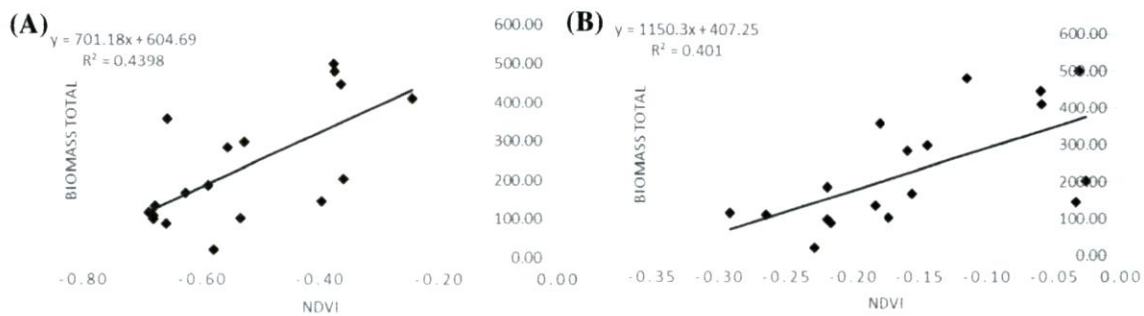 (A)
y = 701.18x + 604.69
R² = 0.4398
BIOMASS TOTAL
600.00
500.00
400.00
300.00
200.00
100.00
0.00
-0.80 -0.60 -0.40 -0.20 0.00
NDVI
(B)
y = 1150.3x + 407.25
R² = 0.401
BIOMASS TOTAL
600.00
500.00
400.00
300.00
200.00
100.00
0.00
-0.35 -0.30 -0.25 -0.20 -0.15 -0.10 -0.05 0.00
NDVI